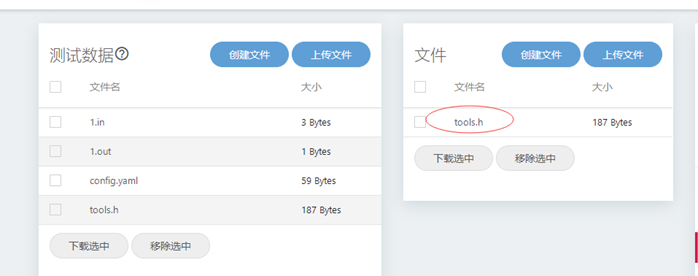 测试数据
创建文件 上传文件
文件名 大小
1.in 3 Bytes
1.out 1 Bytes
config.yaml 59 Bytes
tools.h 187 Bytes
下载选中 移除选中
文件
创建文件 上传文件
文件名 大小
tools.h 187 Bytes
下载选中 移除选中